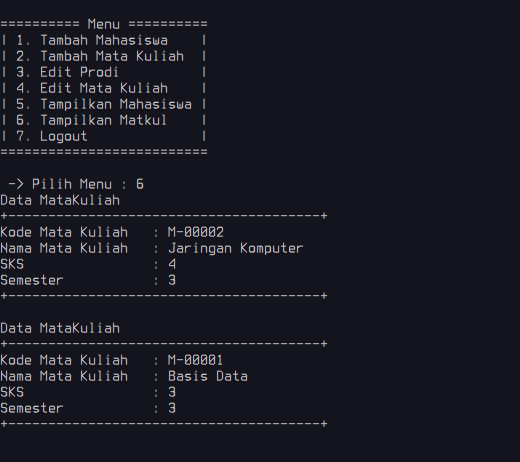 ========== Menu ==========
| 1. Tambah Mahasiswa    |
| 2. Tambah Mata Kuliah  |
| 3. Edit Prodi          |
| 4. Edit Mata Kuliah    |
| 5. Tampilkan Mahasiswa |
| 6. Tampilkan Matkul    |
| 7. Logout              |
==========================
-> Pilih Menu : 6
Data MataKuliah
+---------------------------------------+
Kode Mata Kuliah   : M-00002
Nama Mata Kuliah   : Jaringan Komputer
SKS                : 4
Semester           : 3
+---------------------------------------+
Data MataKuliah
+---------------------------------------+
Kode Mata Kuliah   : M-00001
Nama Mata Kuliah   : Basis Data
SKS                : 3
Semester           : 3
+---------------------------------------+